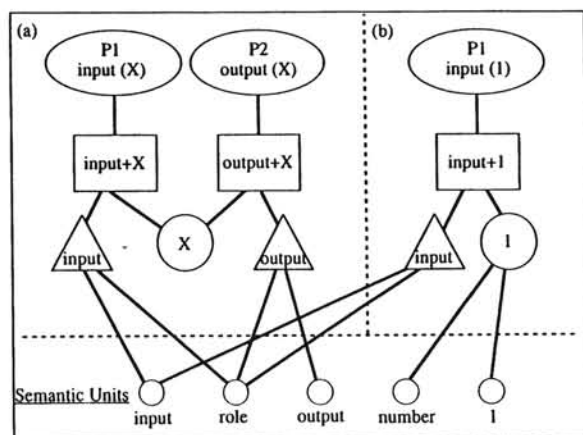 (a)
P1
input (X)
P2
output (X)
(b)
P1
input (1)
input+X
output+X
input+1
input
X
output
input
1
Semantic Units
input
role
output
number
1